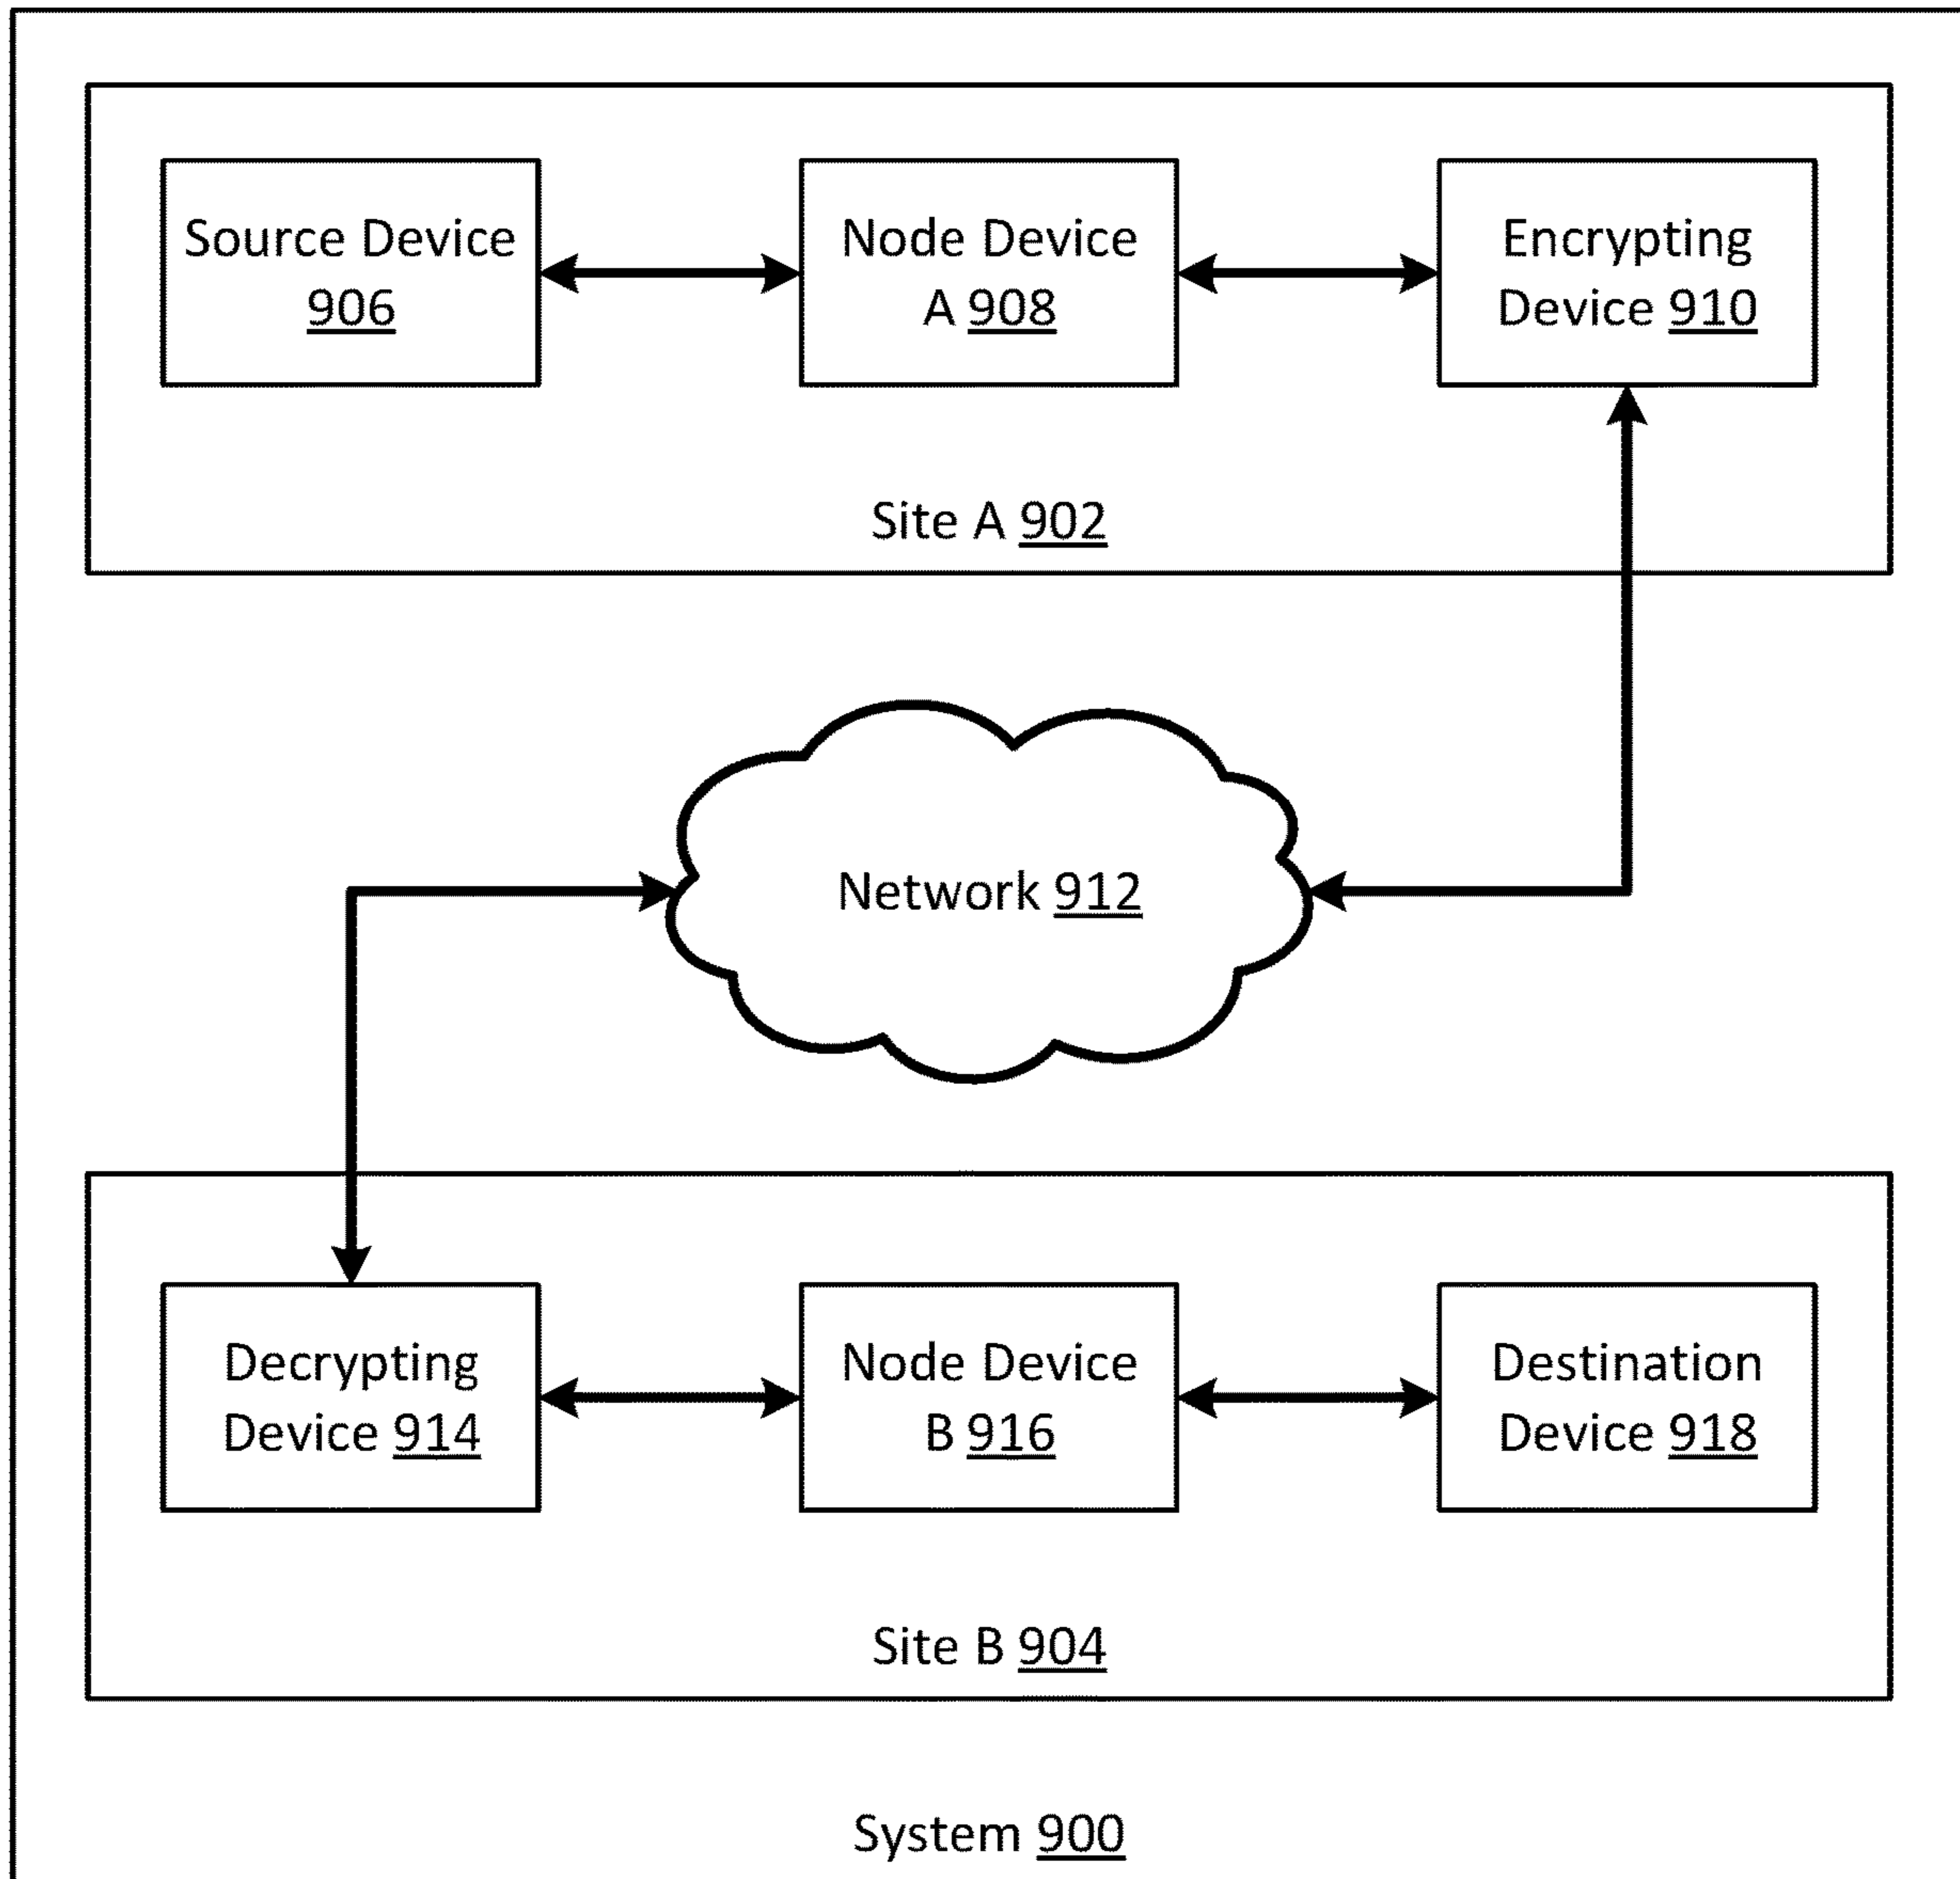 Source Device
906
Node Device
A 908
Encrypting
Device 910
Site A 902
Network 912
Decrypting
Device 914
Node Device
B 916
Destination
Device 918
Site B 904
System 900